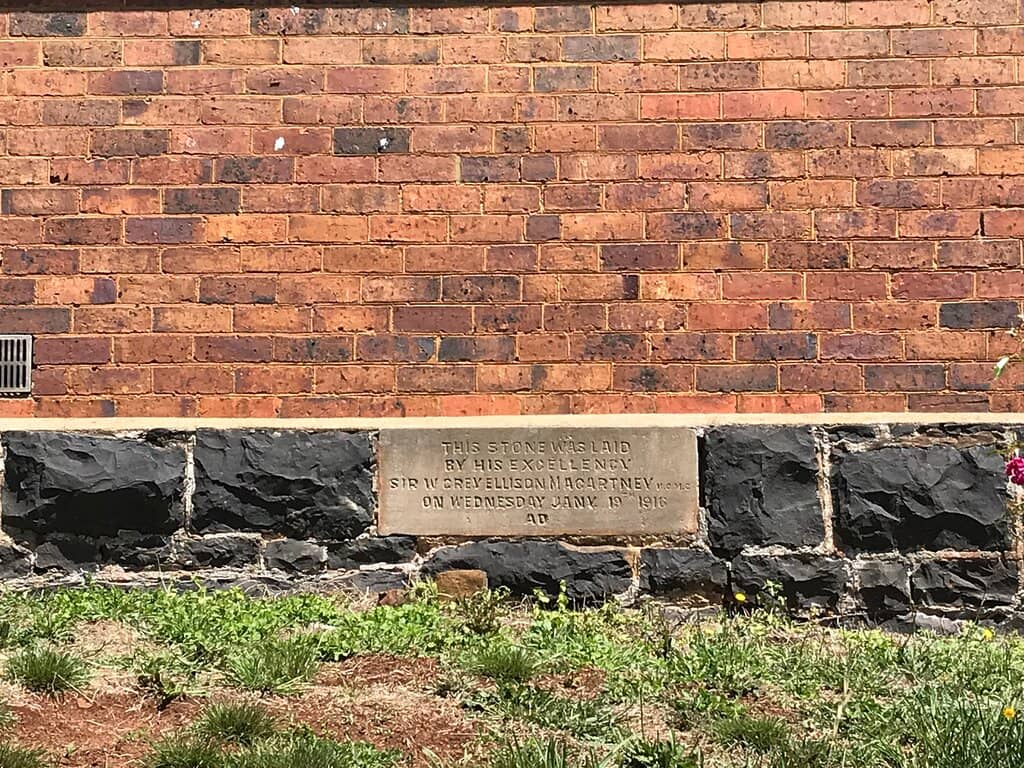 THIS STONE WAS LAID
BY HIS EXCELLENCY
SIR W GREY ELLISON MACARTNEY K.C.M.G
ON WEDNESDAY JANY. 19TH 1916
AD